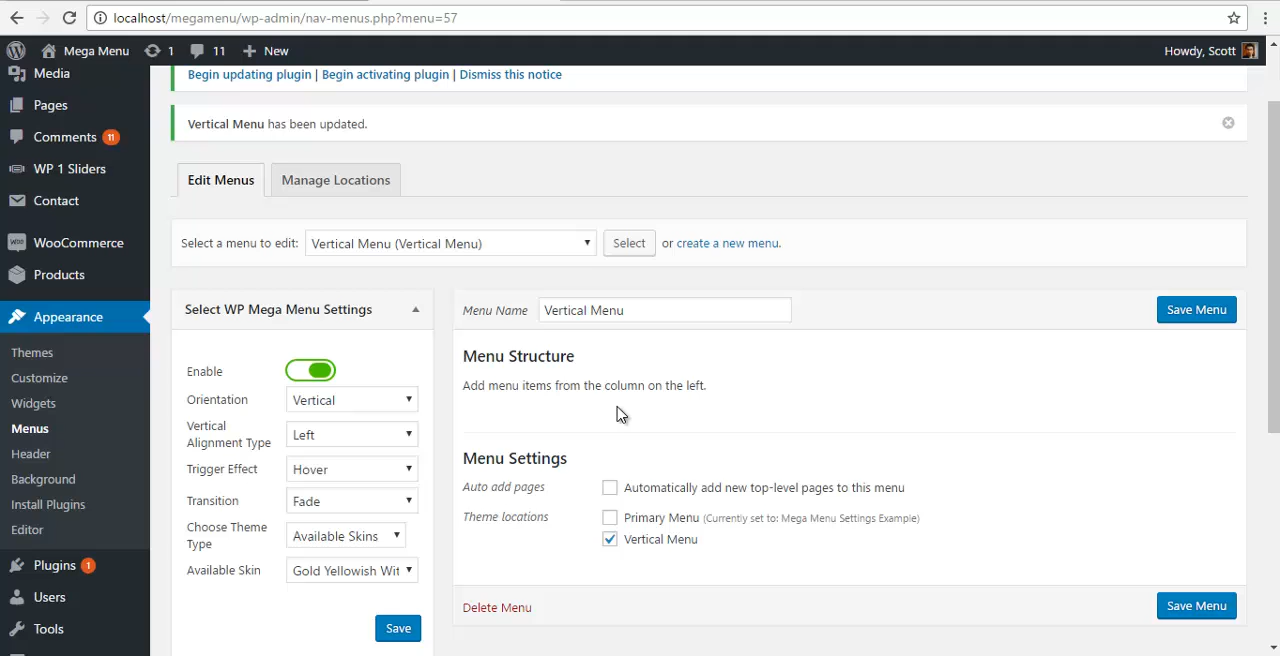 localhost/megamenu/wp-admin/nav-menus.php?menu=57
Mega Menu 1 11 New Howdy, Scott
Media
Pages
Comments 11
WP 1 Sliders
Contact
WooCommerce
Products
Appearance
Themes
Customize
Widgets
Menus
Header
Background
Install Plugins
Editor
Plugins 1
Users
Tools
Begin updating plugin | Begin activating plugin | Dismiss this notice
Vertical Menu has been updated.
Edit Menus Manage Locations
Select a menu to edit: Vertical Menu (Vertical Menu) Select or create a new menu.
Select WP Mega Menu Settings
Enable
Orientation Vertical
Vertical
Alignment Type Left
Trigger Effect Hover
Transition Fade
Choose Theme
Type Available Skins
Available Skin Gold Yellowish Wit
Save
Menu Name Vertical Menu Save Menu
Menu Structure
Add menu items from the column on the left.
Menu Settings
Auto add pages Automatically add new top-level pages to this menu
Theme locations Primary Menu (Currently set to: Mega Menu Settings Example)
Vertical Menu
Delete Menu Save Menu